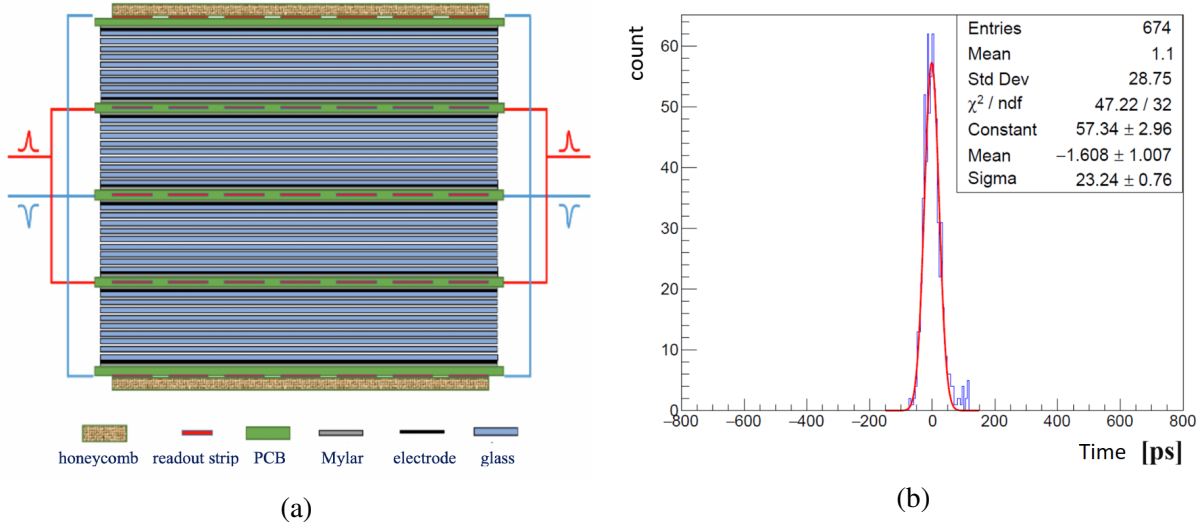 honeycomb readout strip PCB Mylar electrode glass
(a)
count
Entries 674
Mean 1.1
Std Dev 28.75
χ² / ndf 47.22 / 32
Constant 57.34 ± 2.96
Mean −1.608 ± 1.007
Sigma 23.24 ± 0.76
60
50
40
30
20
10
0
−800 −600 −400 −200 0 200 400 600 800
Time [ps]
(b)